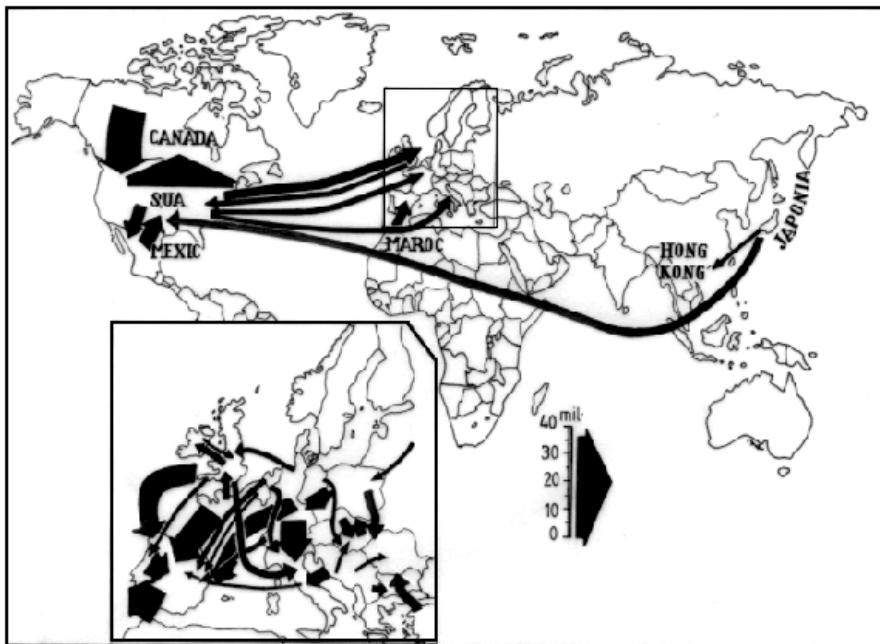 CANADA
SUA
MEXIC
MAROC
HONG
KONG
JAPONIA
40 mil.
30
20
10
0